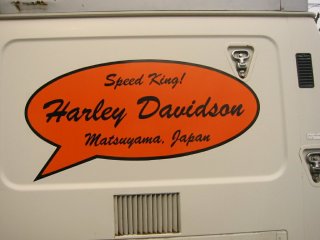 Speed King!
Harley Davidson
Matsuyama, Japan